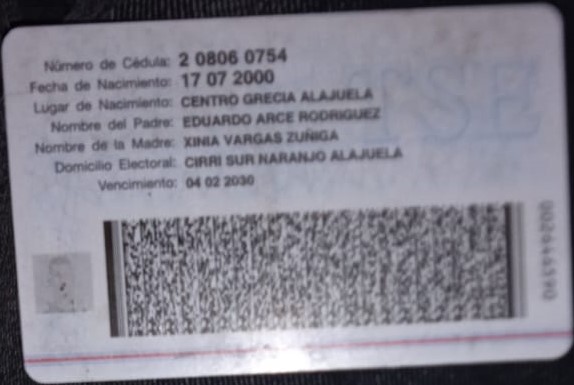 Número de Cédula: 2 0806 0754
Fecha de Nacimiento: 17 07 2000
Lugar de Nacimiento: CENTRO GRECIA ALAJUELA
Nombre del Padre: EDUARDO ARCE RODRIGUEZ
Nombre de la Madre: XINIA VARGAS ZUÑIGA
Domicilio Electoral: CIRRI SUR NARANJO ALAJUELA
Vencimiento: 04 02 2030
TSE